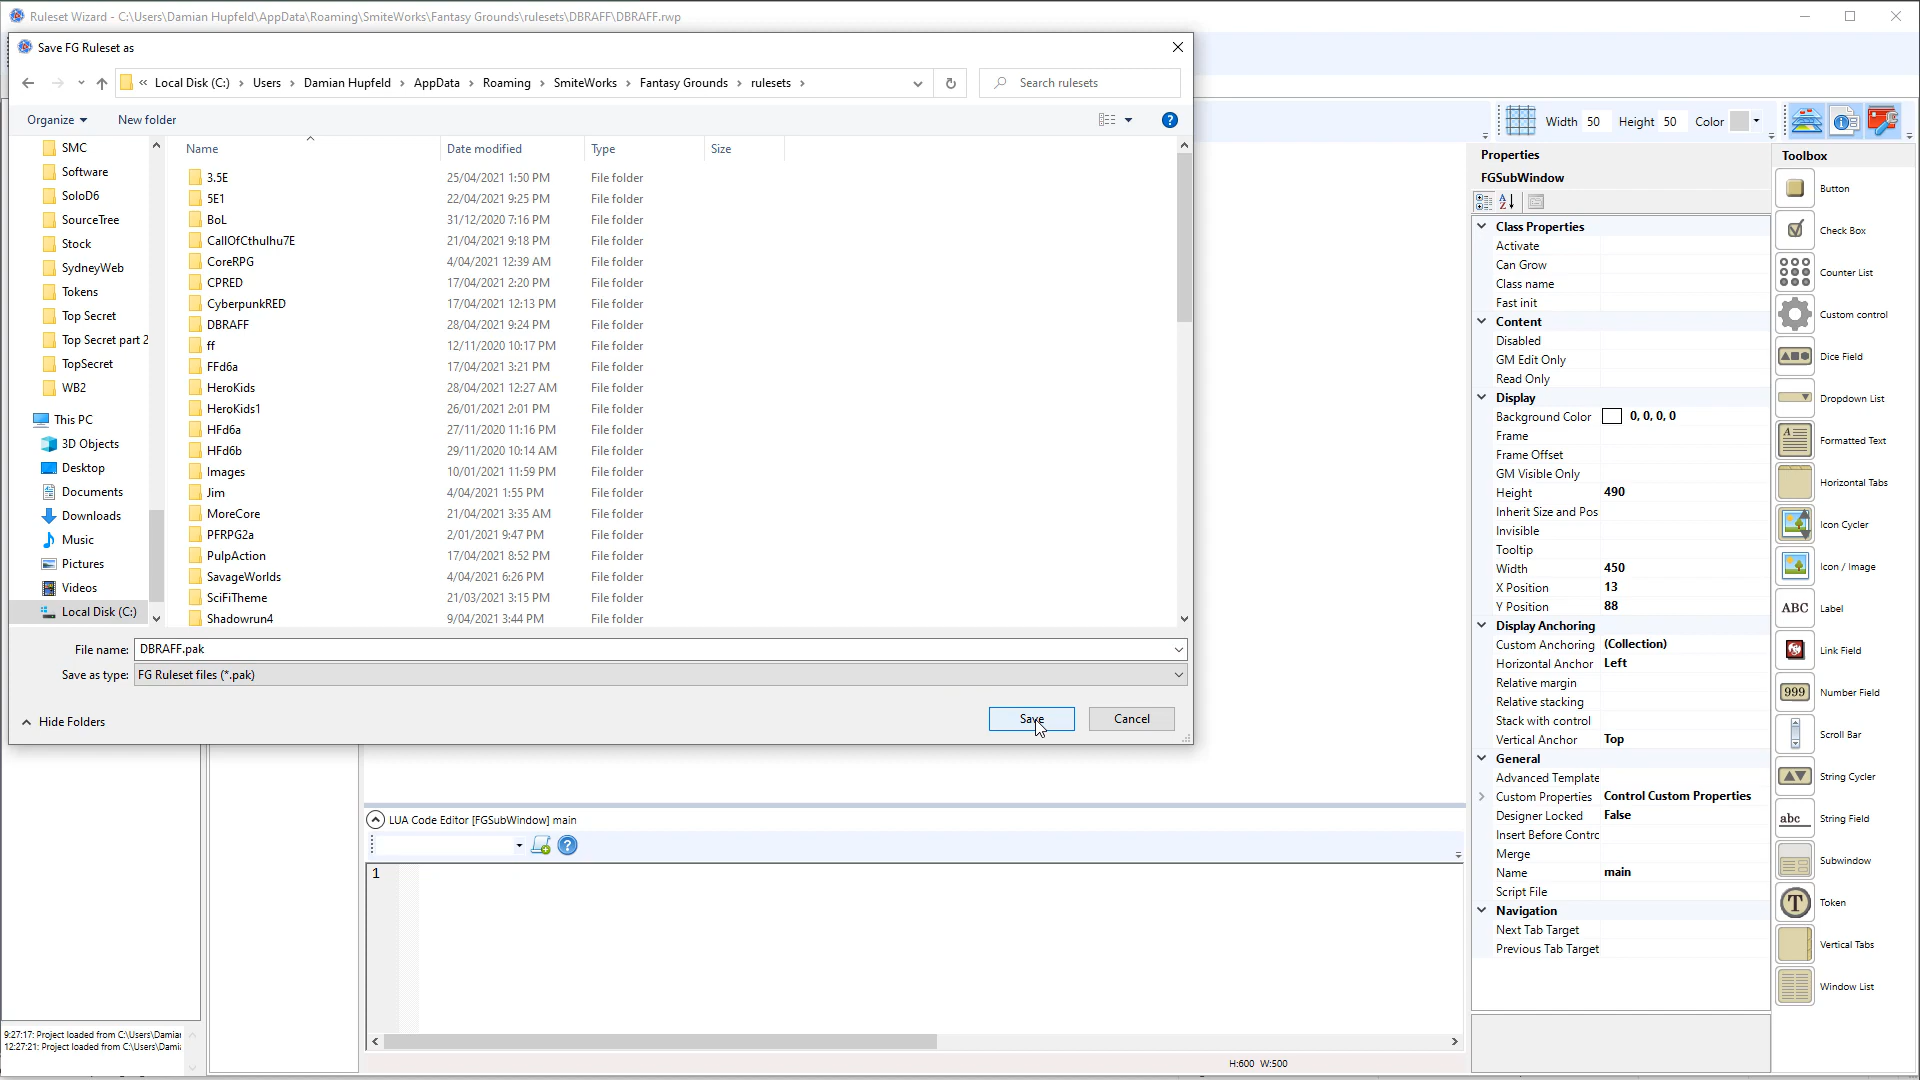 Ruleset Wizard - C:\Users\Damian Hupfeld\AppData\Roaming\SmiteWorks\Fantasy Grounds\rulesets\DBRAFF\DBRAFF.rwp
Save FG Ruleset as
« Local Disk (C:) › Users › Damian Hupfeld › AppData › Roaming › SmiteWorks › Fantasy Grounds › rulesets ›
Search rulesets
Organize New folder
SMC
Software
SoloD6
SourceTree
Stock
SydneyWeb
Tokens
Top Secret
Top Secret part 2
TopSecret
WB2
This PC
3D Objects
Desktop
Documents
Downloads
Music
Pictures
Videos
Local Disk (C:)
Name Date modified Type Size
3.5E 25/04/2021 1:50 PM File folder
5E1 22/04/2021 9:25 PM File folder
BoL 31/12/2020 7:16 PM File folder
CallOfCthulhu7E 21/04/2021 9:18 PM File folder
CoreRPG 4/04/2021 12:39 AM File folder
CPRED 17/04/2021 2:20 PM File folder
CyberpunkRED 17/04/2021 12:13 PM File folder
DBRAFF 28/04/2021 9:24 PM File folder
ff 12/11/2020 10:17 PM File folder
FFd6a 17/04/2021 3:21 PM File folder
HeroKids 28/04/2021 12:27 AM File folder
HeroKids1 26/01/2021 2:01 PM File folder
HFd6a 27/11/2020 11:16 PM File folder
HFd6b 29/11/2020 10:14 AM File folder
Images 10/01/2021 11:59 PM File folder
Jim 4/04/2021 1:55 PM File folder
MoreCore 21/04/2021 3:35 AM File folder
PFRPG2a 2/01/2021 9:47 PM File folder
PulpAction 17/04/2021 8:52 PM File folder
SavageWorlds 4/04/2021 6:26 PM File folder
SciFiTheme 21/03/2021 3:15 PM File folder
Shadowrun4 9/04/2021 3:44 PM File folder
File name: DBRAFF.pak
Save as type: FG Ruleset files (*.pak)
Hide Folders
Save Cancel
Width 50 Height 50 Color
Properties
FGSubWindow
Class Properties
Activate
Can Grow
Class name
Fast init
Content
Disabled
GM Edit Only
Read Only
Display
Background Color 0, 0, 0, 0
Frame
Frame Offset
GM Visible Only
Height 490
Inherit Size and Pos
Invisible
Tooltip
Width 450
X Position 13
Y Position 88
Display Anchoring
Custom Anchoring (Collection)
Horizontal Anchor Left
Relative margin
Relative stacking
Stack with control
Vertical Anchor Top
General
Advanced Template
Custom Properties Control Custom Properties
Designer Locked False
Insert Before Contro
Merge
Name main
Script File
Navigation
Next Tab Target
Previous Tab Target
Toolbox
Button
Check Box
Counter List
Custom control
Dice Field
Dropdown List
Formatted Text
Horizontal Tabs
Icon Cycler
Icon / Image
ABC Label
Link Field
999 Number Field
Scroll Bar
String Cycler
abc String Field
Subwindow
T Token
Vertical Tabs
Window List
LUA Code Editor [FGSubWindow] main
1
9:27:17: Project loaded from C:\Users\Damia
12:27:21: Project loaded from C:\Users\Dami
H:600 W:500